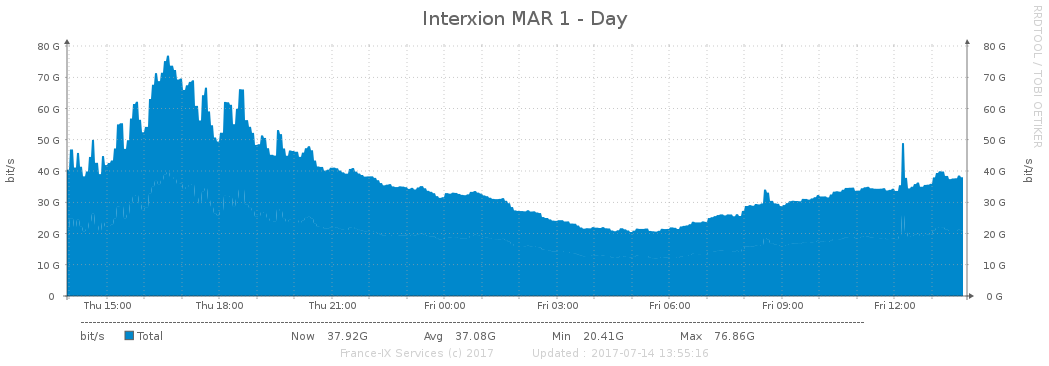 Interxion MAR 1 - Day
RRDTOOL / TOBI OETIKER
bit/s
bit/s
80 G 80 G
70 G 70 G
60 G 60 G
50 G 50 G
40 G 40 G
30 G 30 G
20 G 20 G
10 G 10 G
0 0 G
Thu 15:00 Thu 18:00 Thu 21:00 Fri 00:00 Fri 03:00 Fri 06:00 Fri 09:00 Fri 12:00
bit/s Total Now 37.92G Avg 37.08G Min 20.41G Max 76.86G
France-IX Services (c) 2017 Updated : 2017-07-14 13:55:16